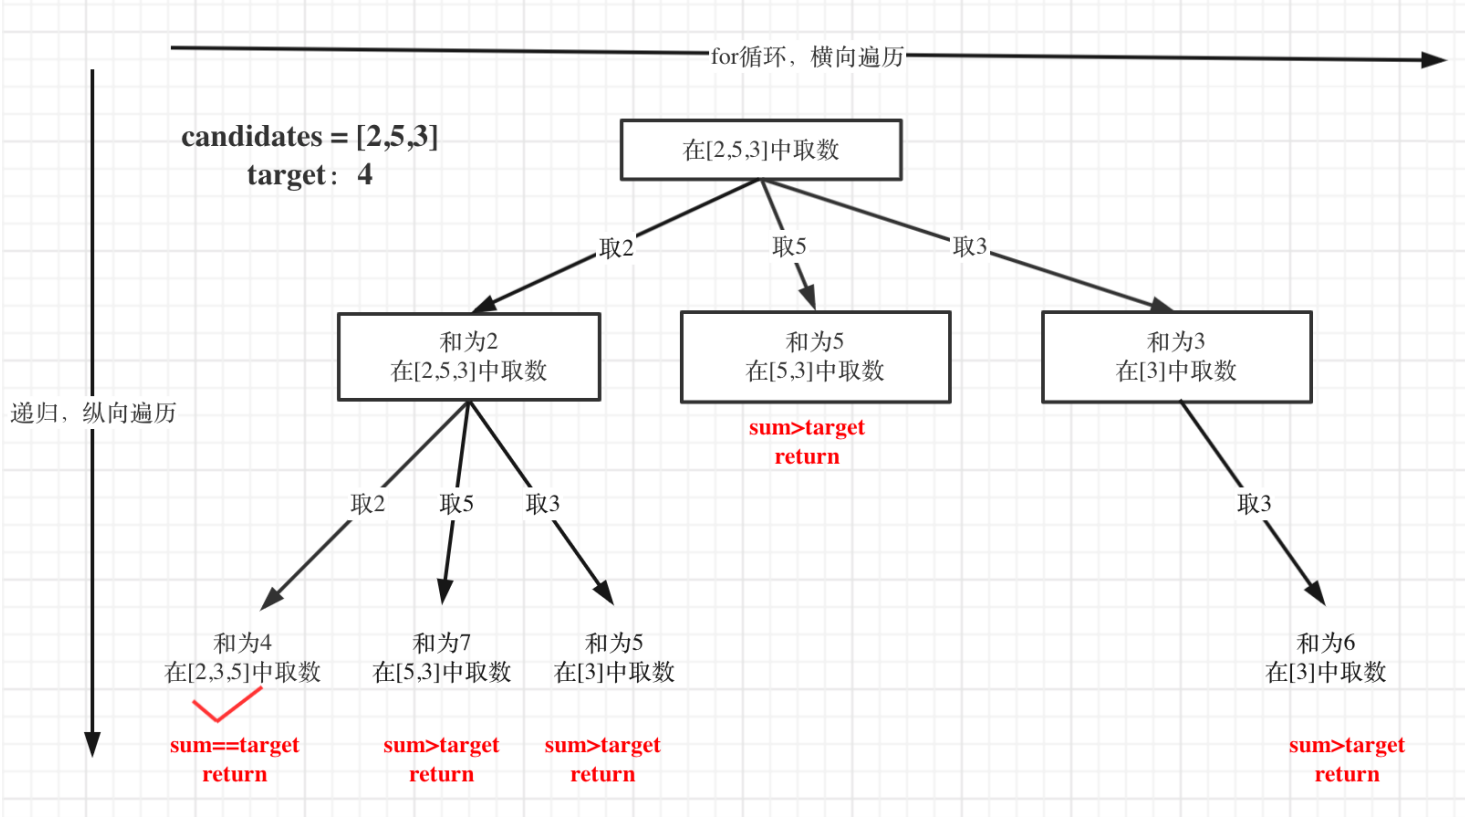 for循环，横向遍历
candidates = [2,5,3]
target：4
在[2,5,3]中取数
取2
取5
取3
和为2
在[2,5,3]中取数
和为5
在[5,3]中取数
和为3
在[3]中取数
递归，纵向遍历
sum>target
return
取2
取5
取3
取3
和为4
在[2,3,5]中取数
和为7
在[5,3]中取数
和为5
在[3]中取数
和为6
在[3]中取数
sum==target
return
sum>target
return
sum>target
return
sum>target
return